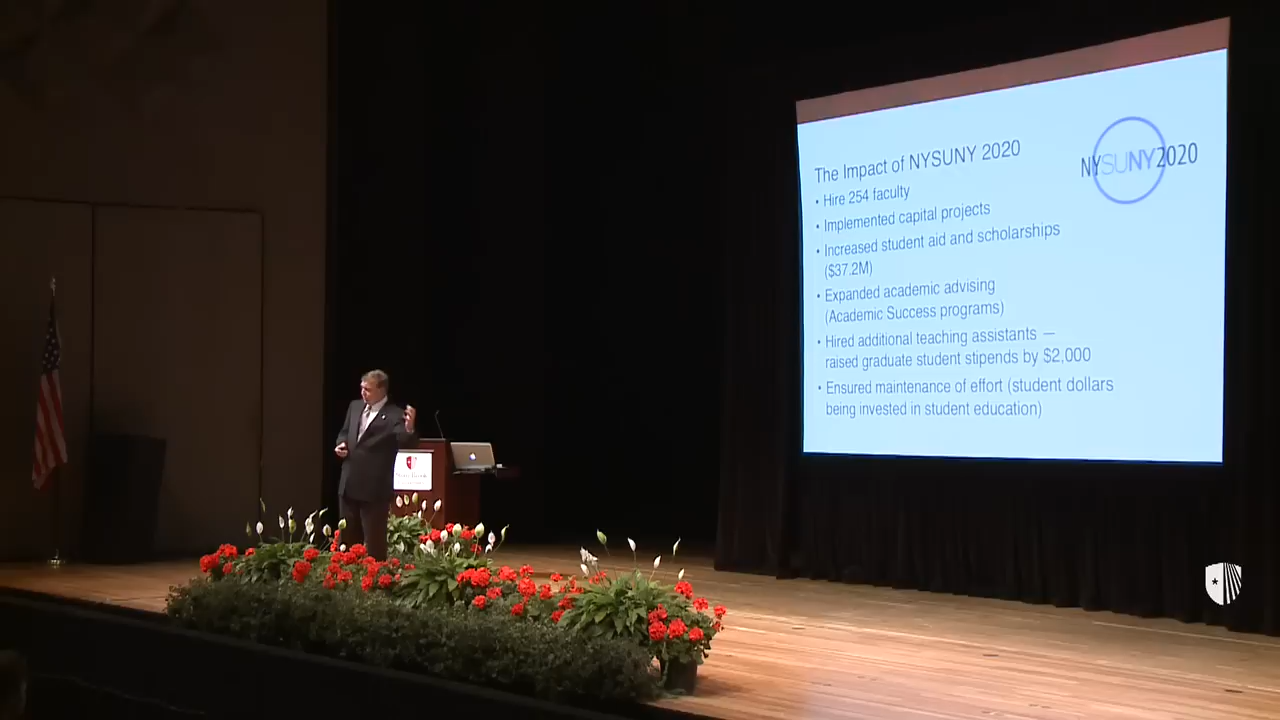 The Impact of NYSUNY 2020
NYSUNY2020
• Hire 254 faculty
• Implemented capital projects
• Increased student aid and scholarships
($37.2M)
• Expanded academic advising
(Academic Success programs)
• Hired additional teaching assistants —
raised graduate student stipends by $2,000
• Ensured maintenance of effort (student dollars
being invested in student education)